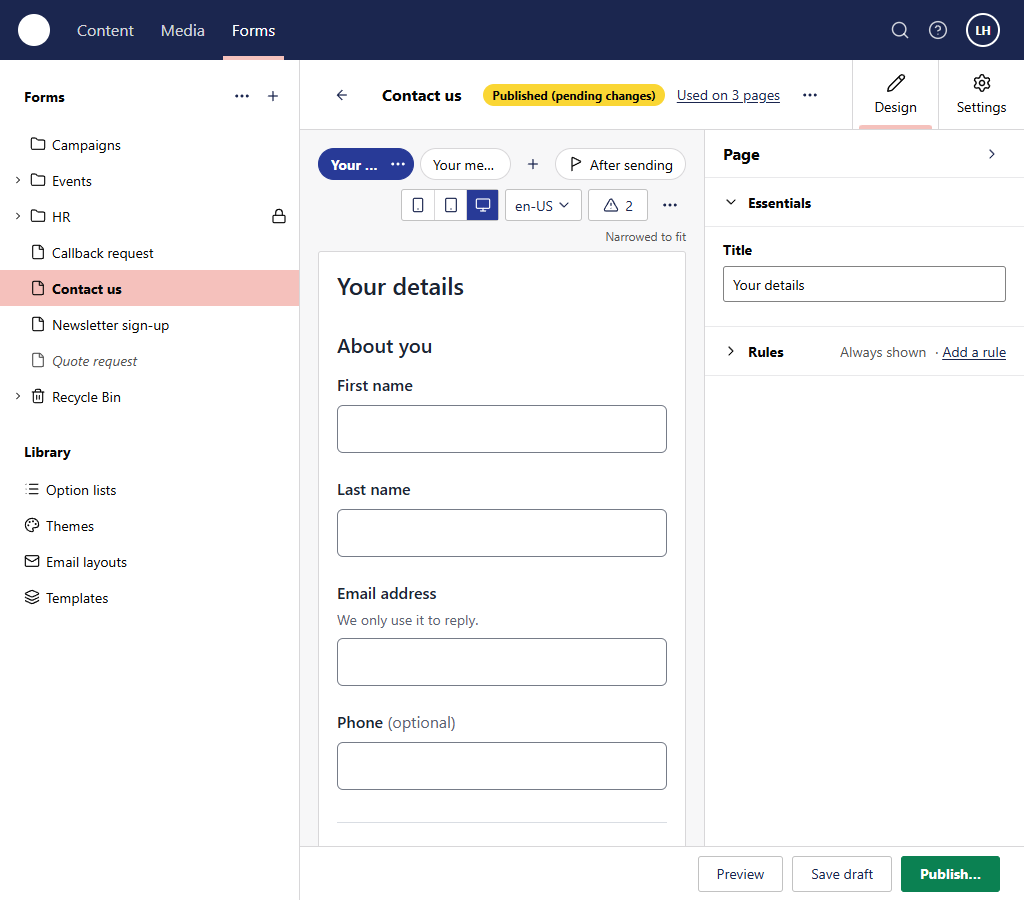 Content Media Forms LH
Forms
Campaigns
Events
HR
Callback request
Contact us
Newsletter sign-up
Quote request
Recycle Bin
Library
Option lists
Themes
Email layouts
Templates
Contact us Published (pending changes) Used on 3 pages
Design
Settings
Your ... Your me... After sending
en-US 2
Narrowed to fit
Your details
About you
First name
Last name
Email address
We only use it to reply.
Phone (optional)
Page
Essentials
Title
Your details
Rules Always shown · Add a rule
Preview Save draft Publish...